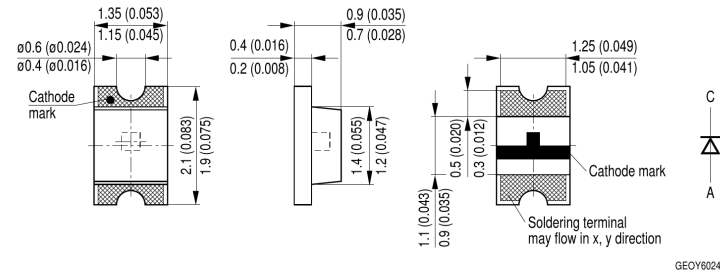 1.35 (0.053)
1.15 (0.045)
ø0.6 (ø0.024)
ø0.4 (ø0.016)
Cathode
mark
2.1 (0.083)
1.9 (0.075)
0.9 (0.035)
0.7 (0.028)
0.4 (0.016)
0.2 (0.008)
1.4 (0.055)
1.2 (0.047)
1.25 (0.049)
1.05 (0.041)
0.5 (0.020)
0.3 (0.012)
1.1 (0.043)
0.9 (0.035)
Cathode mark
Soldering terminal
may flow in x, y direction
C
A
GEOY6024